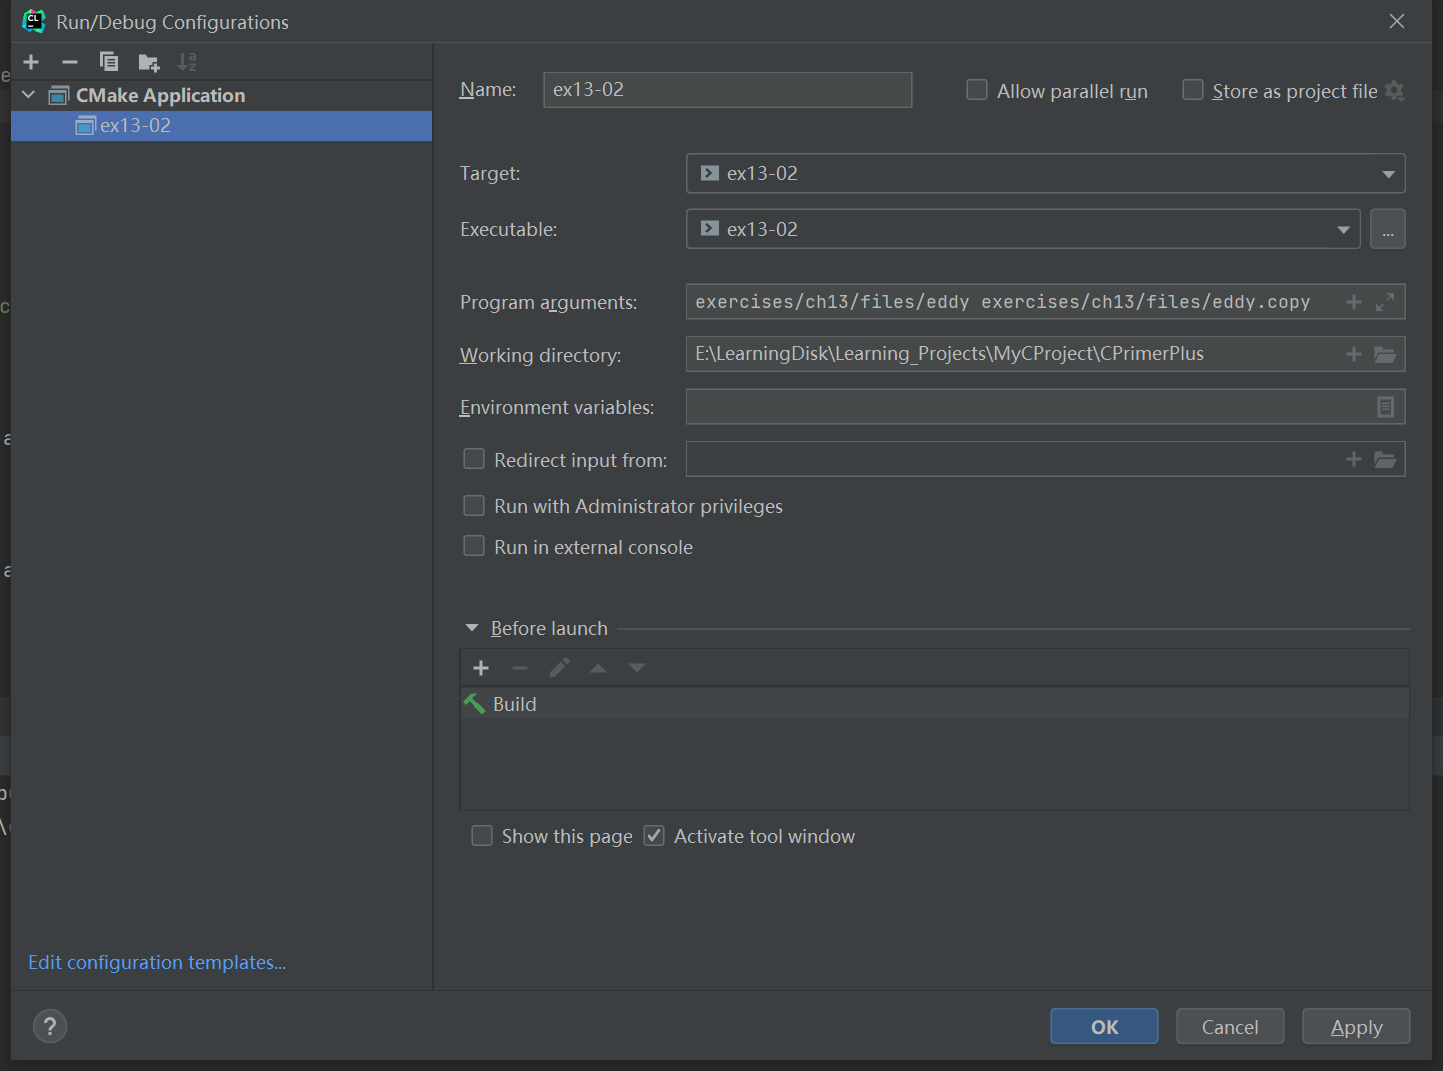 CL
Run/Debug Configurations
CMake Application
ex13-02
Name:
ex13-02
Allow parallel run
Store as project file
Target:
ex13-02
Executable:
ex13-02
...
Program arguments:
exercises/ch13/files/eddy exercises/ch13/files/eddy.copy
Working directory:
E:\LearningDisk\Learning_Projects\MyCProject\CPrimerPlus
Environment variables:
Redirect input from:
Run with Administrator privileges
Run in external console
Before launch
Build
Show this page
Activate tool window
Edit configuration templates...
?
OK
Cancel
Apply